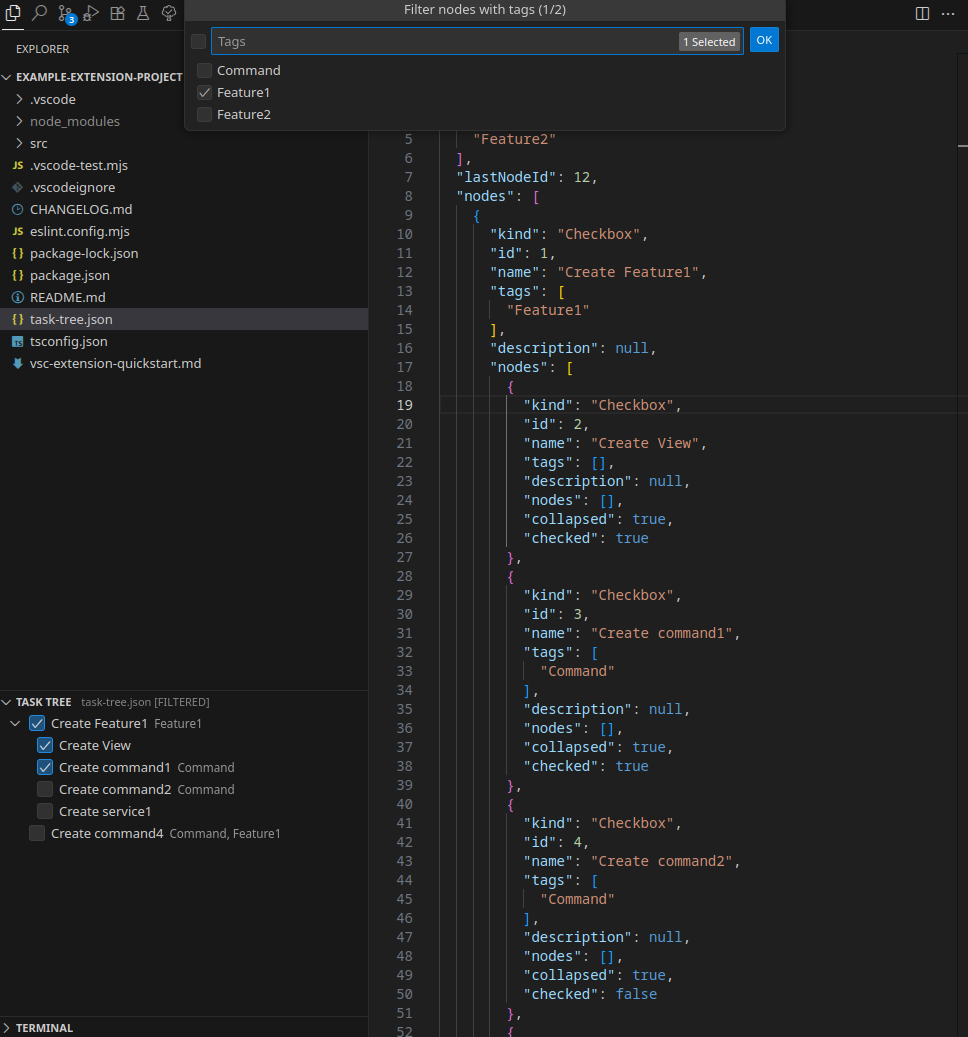 Filter nodes with tags (1/2)
3
Tags
1 Selected
OK
Command
Feature1
Feature2
EXPLORER
EXAMPLE-EXTENSION-PROJECT
.vscode
node_modules
src
JS .vscode-test.mjs
.vscodeignore
CHANGELOG.md
JS eslint.config.mjs
{} package-lock.json
{} package.json
README.md
{} task-tree.json
TS tsconfig.json
vsc-extension-quickstart.md
TASK TREE task-tree.json [FILTERED]
Create Feature1 Feature1
Create View
Create command1 Command
Create command2 Command
Create service1
Create command4 Command, Feature1
TERMINAL
5 "Feature2"
6 ],
7 "lastNodeId": 12,
8 "nodes": [
9 {
10 "kind": "Checkbox",
11 "id": 1,
12 "name": "Create Feature1",
13 "tags": [
14 "Feature1"
15 ],
16 "description": null,
17 "nodes": [
18 {
19 "kind": "Checkbox",
20 "id": 2,
21 "name": "Create View",
22 "tags": [],
23 "description": null,
24 "nodes": [],
25 "collapsed": true,
26 "checked": true
27 },
28 {
29 "kind": "Checkbox",
30 "id": 3,
31 "name": "Create command1",
32 "tags": [
33 "Command"
34 ],
35 "description": null,
36 "nodes": [],
37 "collapsed": true,
38 "checked": true
39 },
40 {
41 "kind": "Checkbox",
42 "id": 4,
43 "name": "Create command2",
44 "tags": [
45 "Command"
46 ],
47 "description": null,
48 "nodes": [],
49 "collapsed": true,
50 "checked": false
51 },
52 {